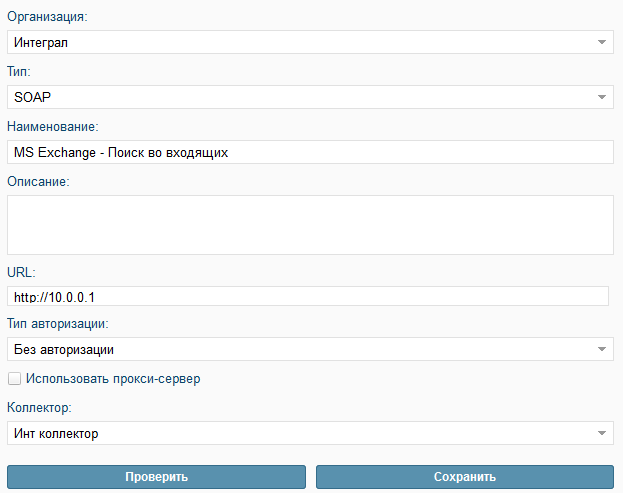 Организация:
Интеграл
Тип:
SOAP
Наименование:
MS Exchange - Поиск во входящих
Описание:
URL:
http://10.0.0.1
Тип авторизации:
Без авторизации
Использовать прокси-сервер
Коллектор:
Инт коллектор
Проверить Сохранить